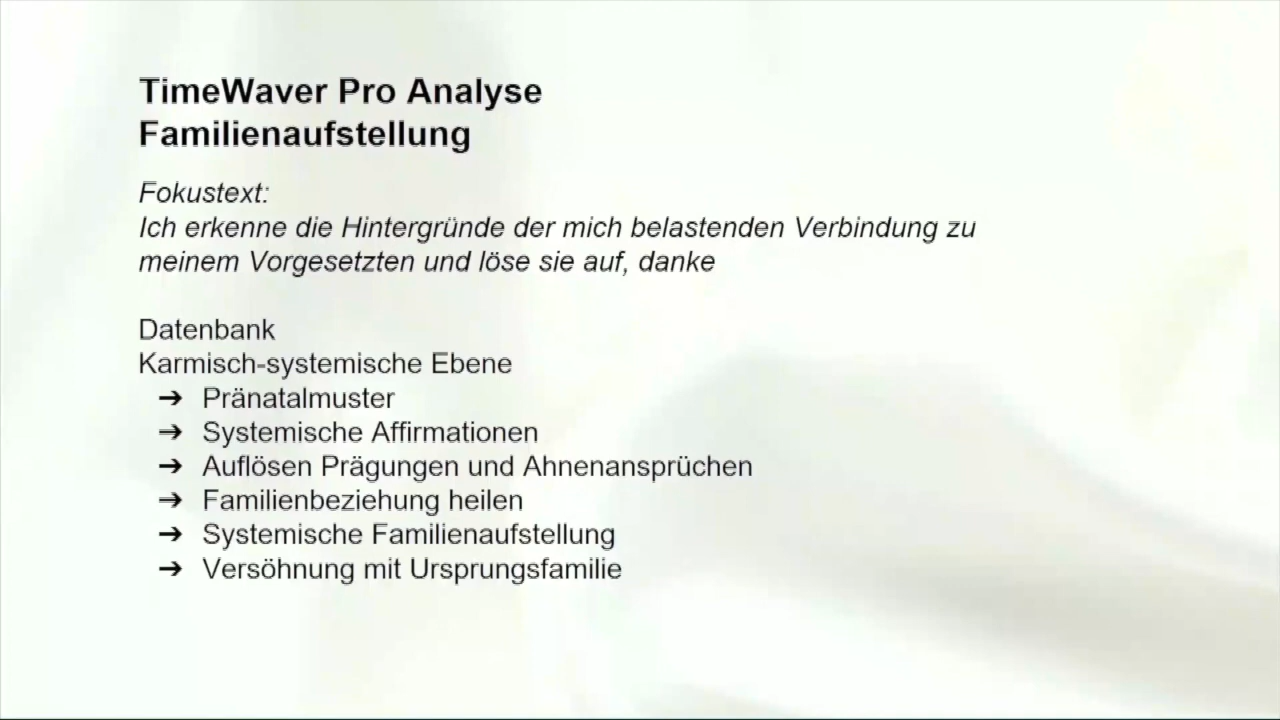 TimeWaver Pro Analyse
Familienaufstellung
Fokustext:
Ich erkenne die Hintergründe der mich belastenden Verbindung zu
meinem Vorgesetzten und löse sie auf, danke
Datenbank
Karmisch-systemische Ebene
➔ Pränatalmuster
➔ Systemische Affirmationen
➔ Auflösen Prägungen und Ahnenansprüchen
➔ Familienbeziehung heilen
➔ Systemische Familienaufstellung
➔ Versöhnung mit Ursprungsfamilie